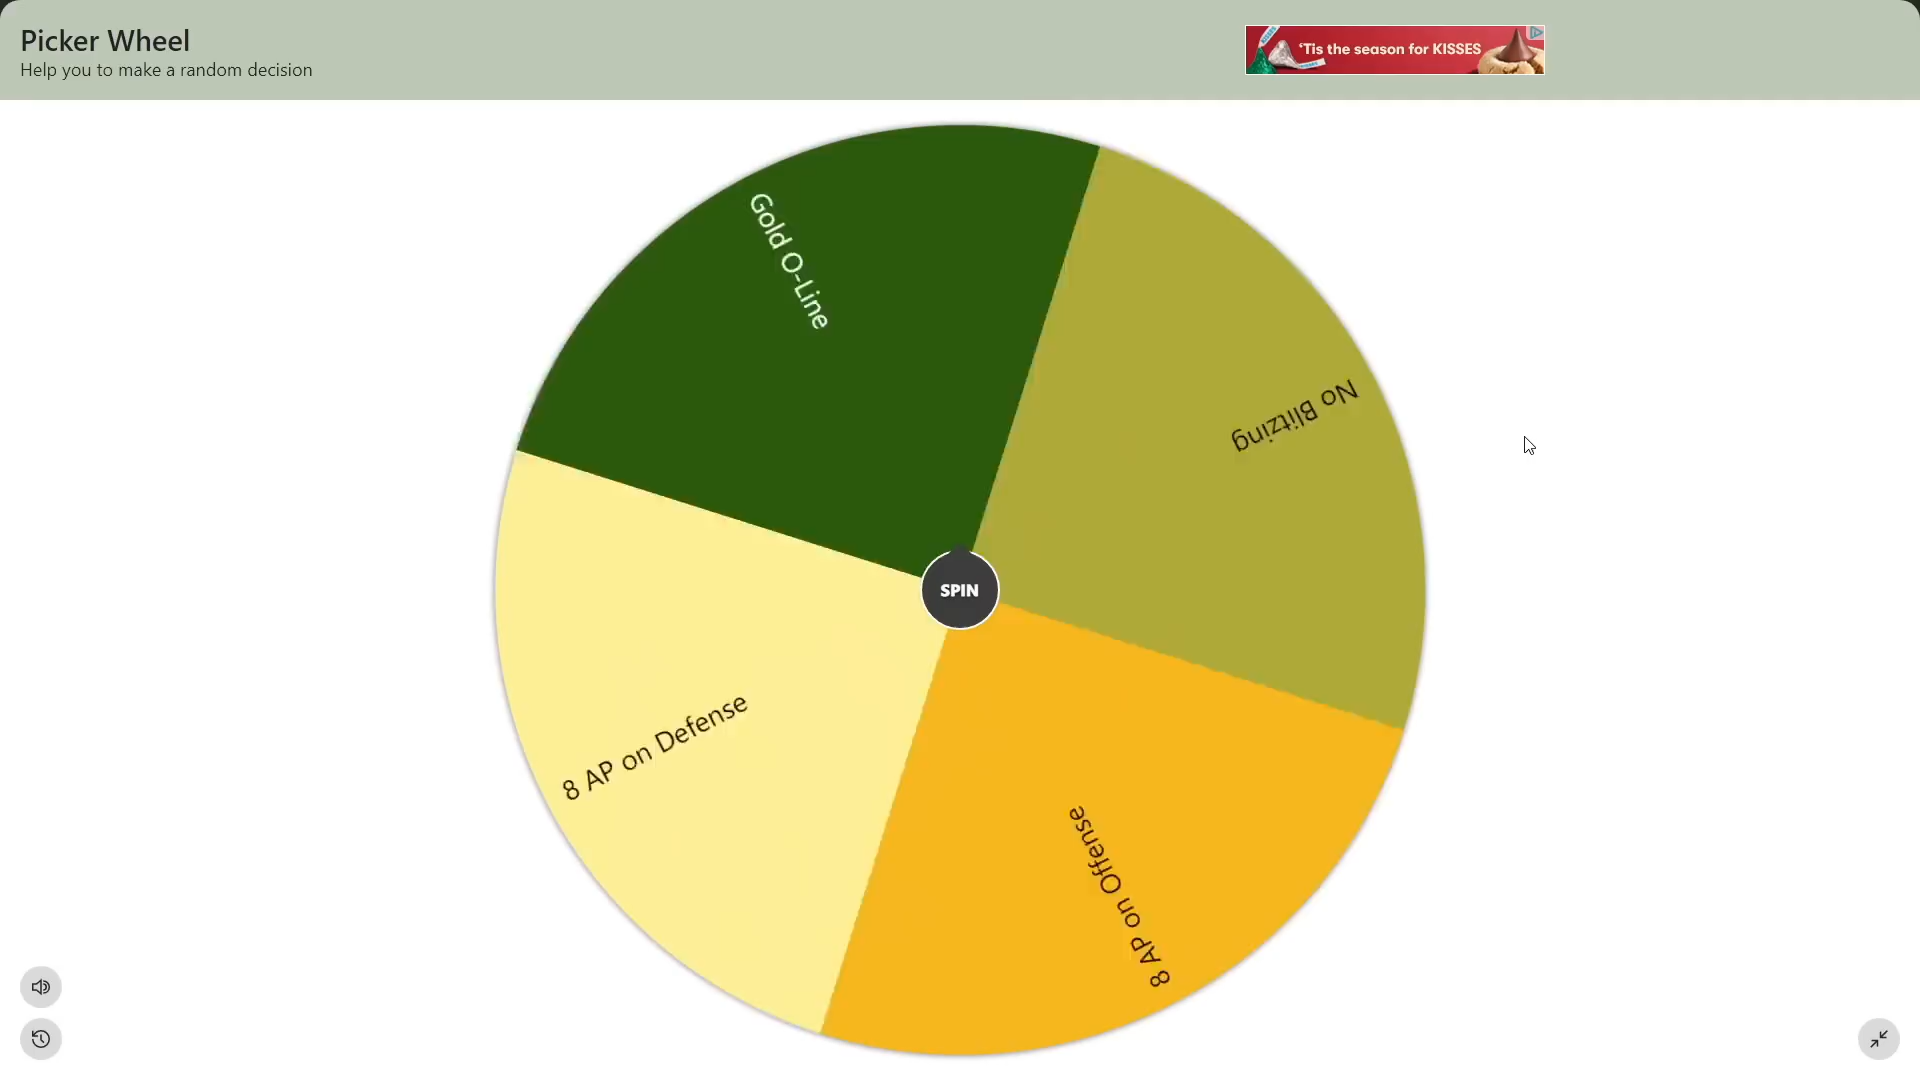 Picker Wheel
Help you to make a random decision
'Tis the season for KISSES
Gold O-Line
No Blitzing
SPIN
8 AP on Defense
8 AP on Offense